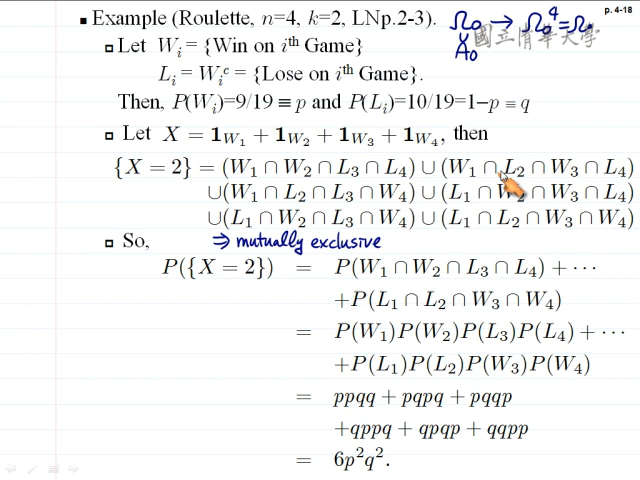 p. 4-18
▪ Example (Roulette, n=4, k=2, LNp.2-3). Ω₀ → Ω₀⁴ = Ω
X₀ 國立清華大學
□ Let Wᵢ = {Win on iᵗʰ Game}
Lᵢ = Wᵢᶜ = {Lose on iᵗʰ Game}.
Then, P(Wᵢ)=9/19 ≡ p and P(Lᵢ)=10/19=1−p ≡ q
□ Let X = 𝟏_{W₁} + 𝟏_{W₂} + 𝟏_{W₃} + 𝟏_{W₄}, then
{X = 2} = (W₁ ∩ W₂ ∩ L₃ ∩ L₄) ∪ (W₁ ∩ L₂ ∩ W₃ ∩ L₄)
∪(W₁ ∩ L₂ ∩ L₃ ∩ W₄) ∪ (L₁ ∩ W₂ ∩ W₃ ∩ L₄)
∪(L₁ ∩ W₂ ∩ L₃ ∩ W₄) ∪ (L₁ ∩ L₂ ∩ W₃ ∩ W₄)
□ So, ⇒ mutually exclusive
P({X = 2}) = P(W₁ ∩ W₂ ∩ L₃ ∩ L₄) + ⋯
+P(L₁ ∩ L₂ ∩ W₃ ∩ W₄)
= P(W₁)P(W₂)P(L₃)P(L₄) + ⋯
+P(L₁)P(L₂)P(W₃)P(W₄)
= ppqq + pqpq + pqqp
+qppq + qpqp + qqpp
= 6p²q².